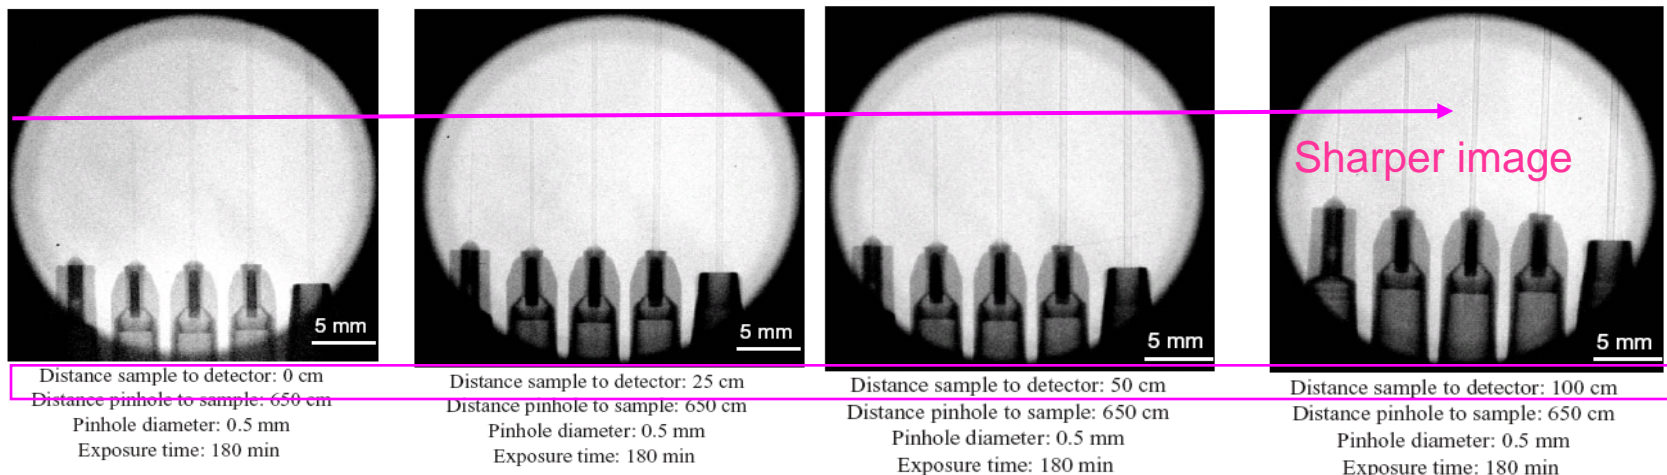 Sharper image
5 mm
5 mm
5 mm
5 mm
Distance sample to detector: 0 cm
Distance pinhole to sample: 650 cm
Pinhole diameter: 0.5 mm
Exposure time: 180 min
Distance sample to detector: 25 cm
Distance pinhole to sample: 650 cm
Pinhole diameter: 0.5 mm
Exposure time: 180 min
Distance sample to detector: 50 cm
Distance pinhole to sample: 650 cm
Pinhole diameter: 0.5 mm
Exposure time: 180 min
Distance sample to detector: 100 cm
Distance pinhole to sample: 650 cm
Pinhole diameter: 0.5 mm
Exposure time: 180 min